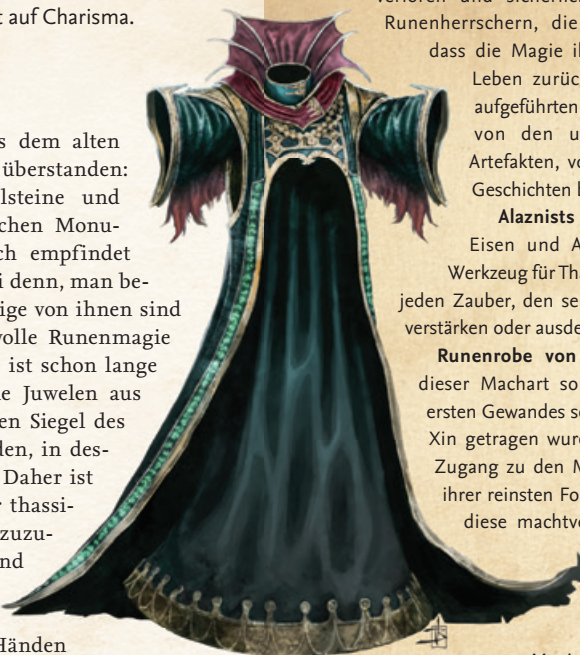 t auf Charisma.
s dem alten
überstanden:
lsteine und
chen Monu-
ch empfindet
i denn, man be-
ige von ihnen sind
volle Runenmagie
ist schon lange
e Juwelen aus
en Siegel des
den, in des-
Daher ist
r thassi-
zuzu-
nd
Händen
Runenherrschern, die
dass die Magie ih
Leben zurück
aufgeführten
von den u
Artefakten, vo
Geschichten
Alaznists
Eisen und A
Werkzeug für Tha
jeden Zauber, den se
verstärken oder ausde
Runenrobe von
dieser Machart so
ersten Gewandes se
Xin getragen wurd
Zugang zu den M
ihrer reinsten Fo
diese machtvo